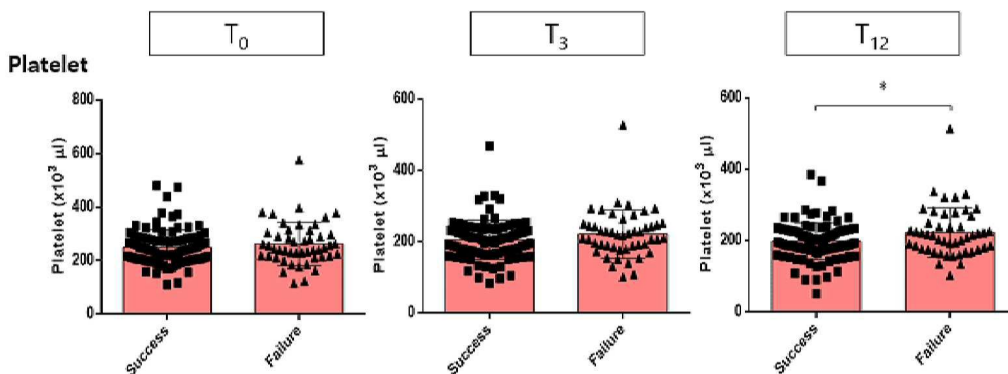 T0
T3
T12
Platelet
Platelet (x10³ µl)
800
600
400
200
0
Success
Failure
Platelet (x10³ µl)
600
400
200
0
Success
Failure
Platelet (x10³ µl)
600
400
200
0
*
Success
Failure